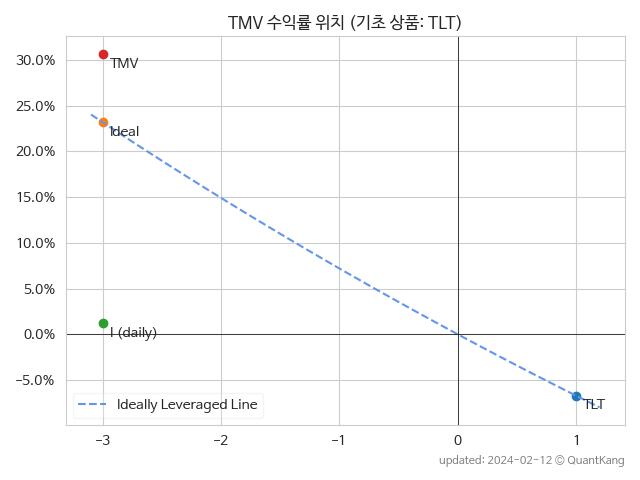 TMV 수익률 위치 (기초 상품: TLT)
30.0%
25.0%
20.0%
15.0%
10.0%
5.0%
0.0%
−5.0%
TMV
Ideal
I (daily)
TLT
Ideally Leveraged Line
−3 −2 −1 0 1
updated: 2024-02-12 © QuantKang